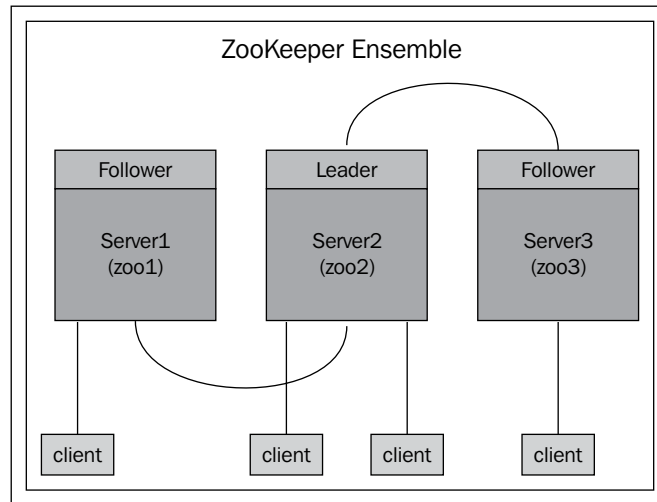 ZooKeeper Ensemble
Follower
Server1
(zoo1)
Leader
Server2
(zoo2)
Follower
Server3
(zoo3)
client
client
client
client